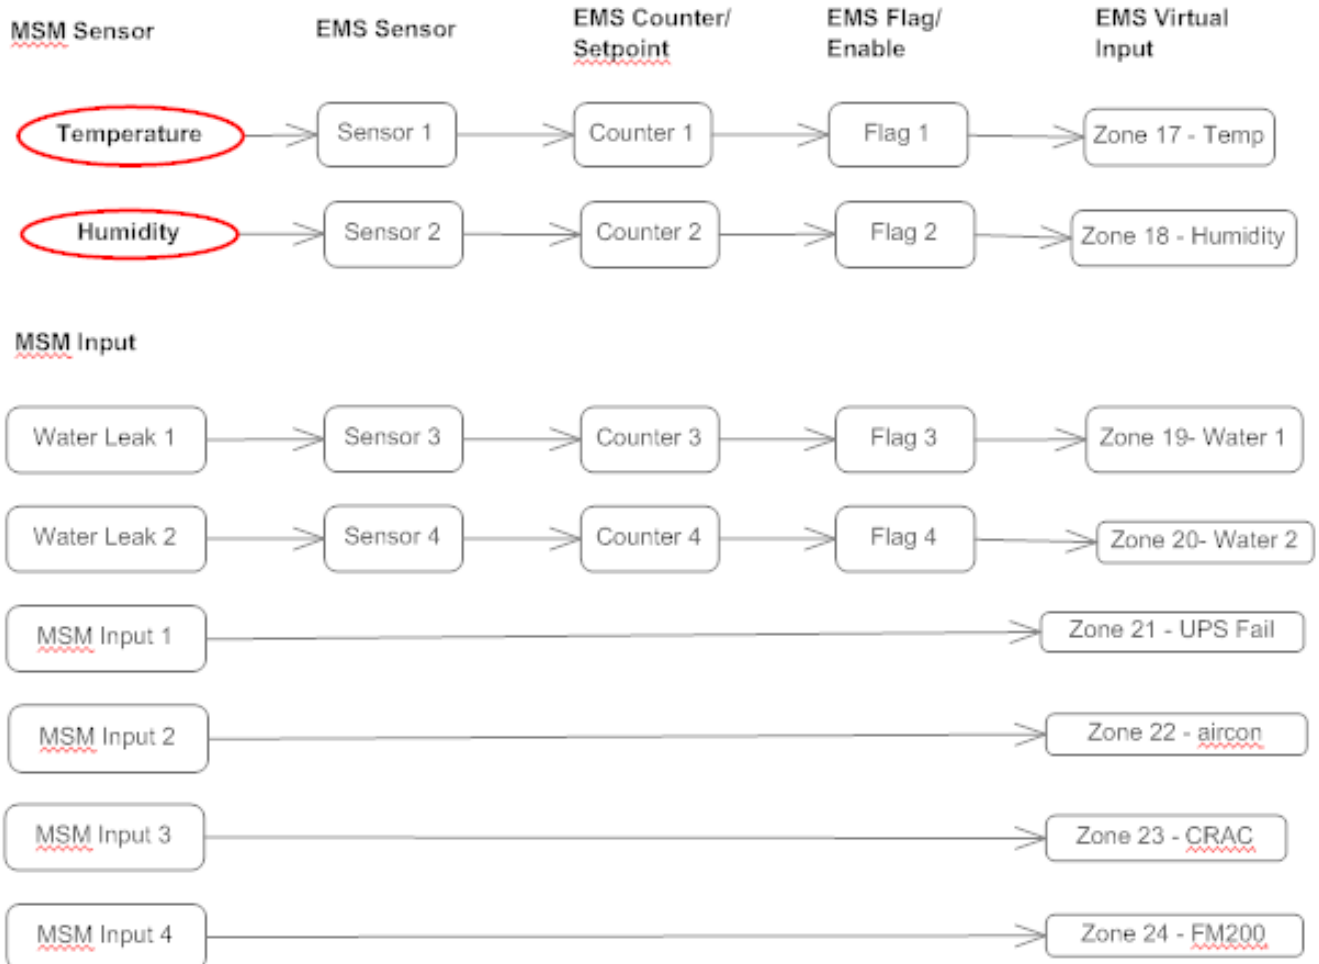 MSM Sensor
EMS Sensor
EMS Counter/
Setpoint
EMS Flag/
Enable
EMS Virtual
Input
Temperature
Sensor 1
Counter 1
Flag 1
Zone 17 - Temp
Humidity
Sensor 2
Counter 2
Flag 2
Zone 18 - Humidity
MSM Input
Water Leak 1
Sensor 3
Counter 3
Flag 3
Zone 19- Water 1
Water Leak 2
Sensor 4
Counter 4
Flag 4
Zone 20- Water 2
MSM Input 1
Zone 21 - UPS Fail
MSM Input 2
Zone 22 - aircon
MSM Input 3
Zone 23 - CRAC
MSM Input 4
Zone 24 - FM200